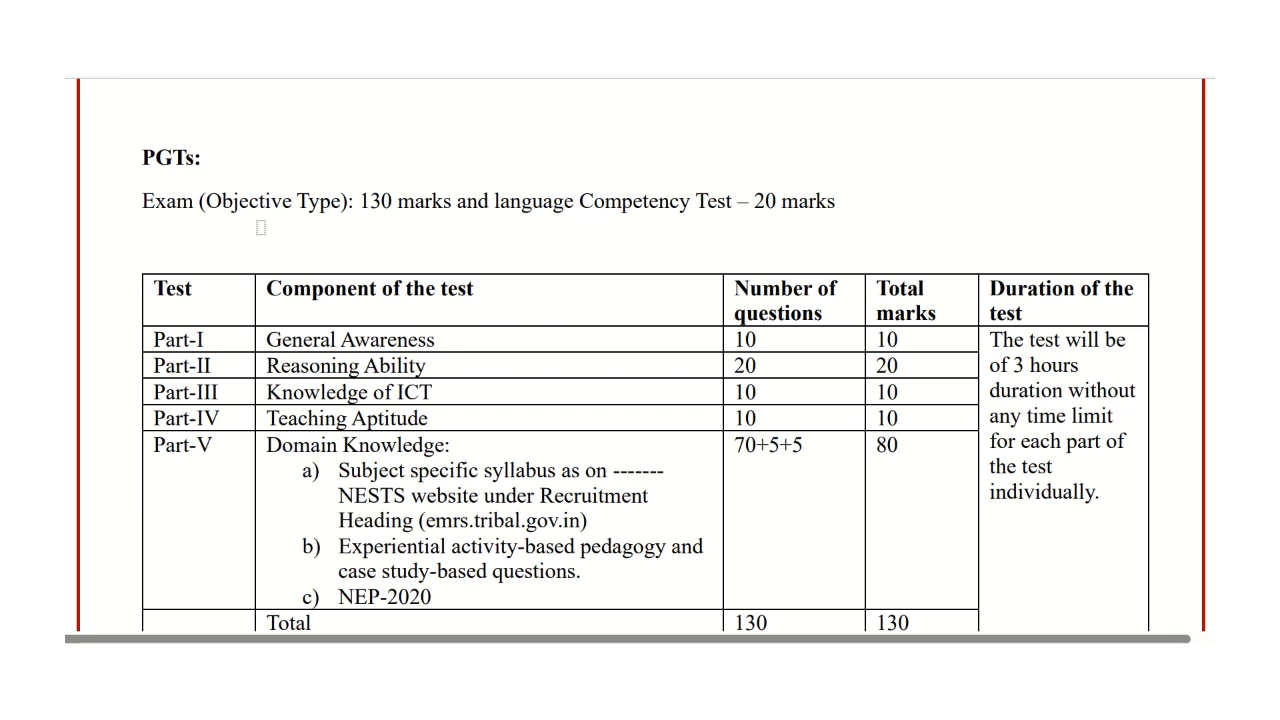 PGTs:
Exam (Objective Type): 130 marks and language Competency Test – 20 marks
Test Component of the test Number of questions Total marks Duration of the test
Part-I General Awareness 10 10 The test will be
Part-II Reasoning Ability 20 20 of 3 hours
Part-III Knowledge of ICT 10 10 duration without
Part-IV Teaching Aptitude 10 10 any time limit
Part-V Domain Knowledge: 70+5+5 80 for each part of
a) Subject specific syllabus as on ------- the test
NESTS website under Recruitment individually.
Heading (emrs.tribal.gov.in)
b) Experiential activity-based pedagogy and
case study-based questions.
c) NEP-2020
Total 130 130